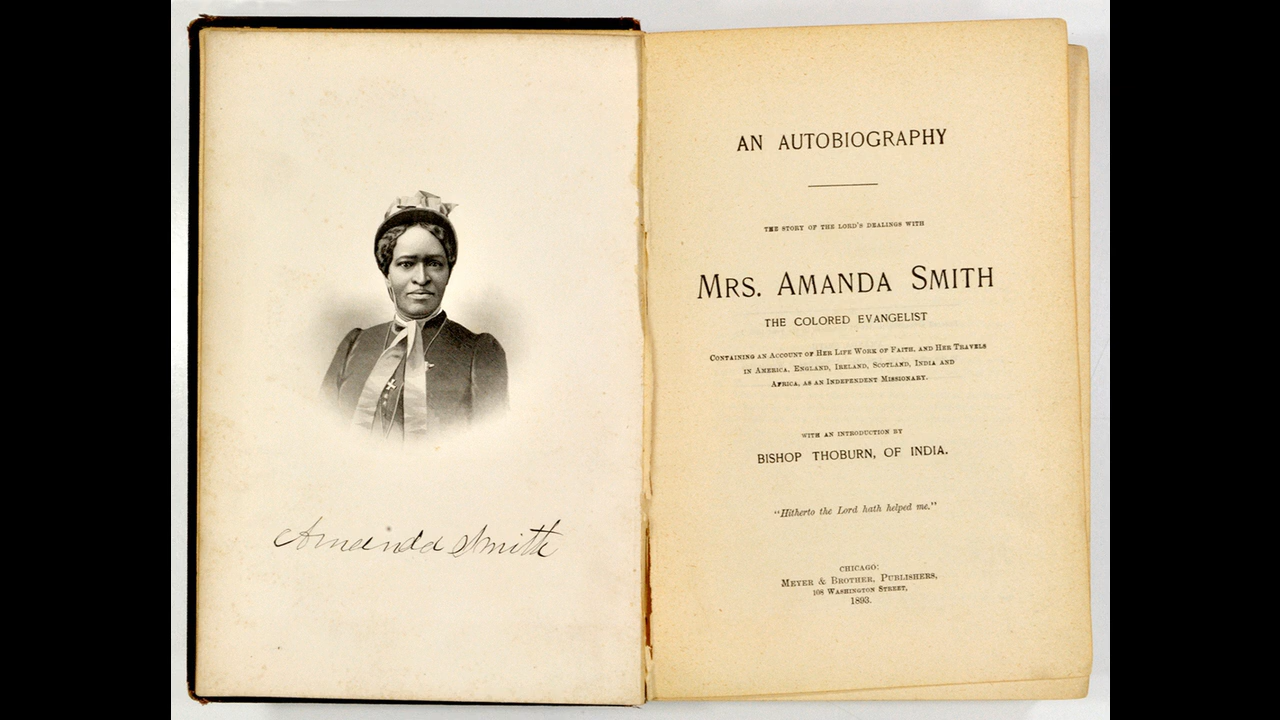 Amanda Smith
AN AUTOBIOGRAPHY
THE STORY OF THE LORD'S DEALINGS WITH
MRS. AMANDA SMITH
THE COLORED EVANGELIST
CONTAINING AN ACCOUNT OF HER LIFE WORK OF FAITH, AND HER TRAVELS
IN AMERICA, ENGLAND, IRELAND, SCOTLAND, INDIA AND
AFRICA, AS AN INDEPENDENT MISSIONARY.
WITH AN INTRODUCTION BY
BISHOP THOBURN, OF INDIA.
"Hitherto the Lord hath helped me."
CHICAGO:
MEYER & BROTHER, PUBLISHERS,
108 WASHINGTON STREET,
1893.